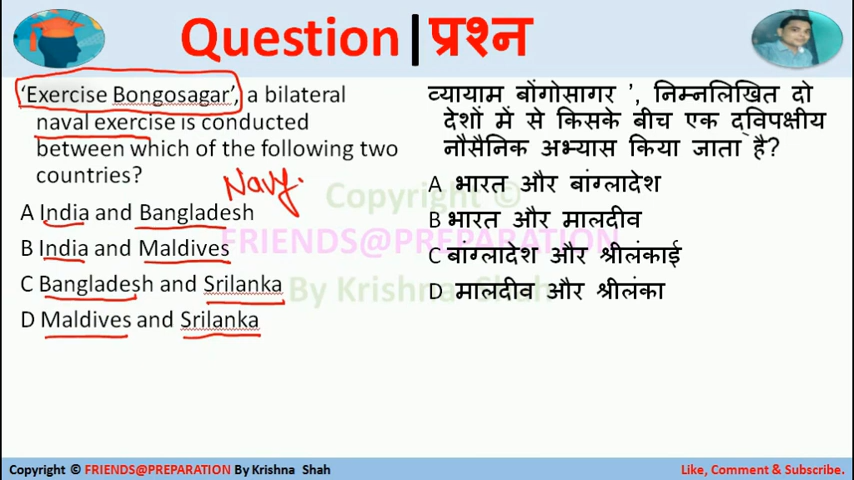 Question|प्रश्न
‘Exercise Bongosagar’, a bilateral
naval exercise is conducted
between which of the following two
countries?
Navy.
A India and Bangladesh
B India and Maldives
C Bangladesh and Srilanka
D Maldives and Srilanka
व्यायाम बोंगोसागर ’, निम्नलिखित दो
देशों में से किसके बीच एक द्विपक्षीय
नौसैनिक अभ्यास किया जाता है?
A भारत और बांग्लादेश
B भारत और मालदीव
C बांग्लादेश और श्रीलंकाई
D मालदीव और श्रीलंका
Copyright ©
FRIENDS@PREPARATION
By Krishna Shah
Copyright © FRIENDS@PREPARATION By Krishna Shah
Like, Comment & Subscribe.